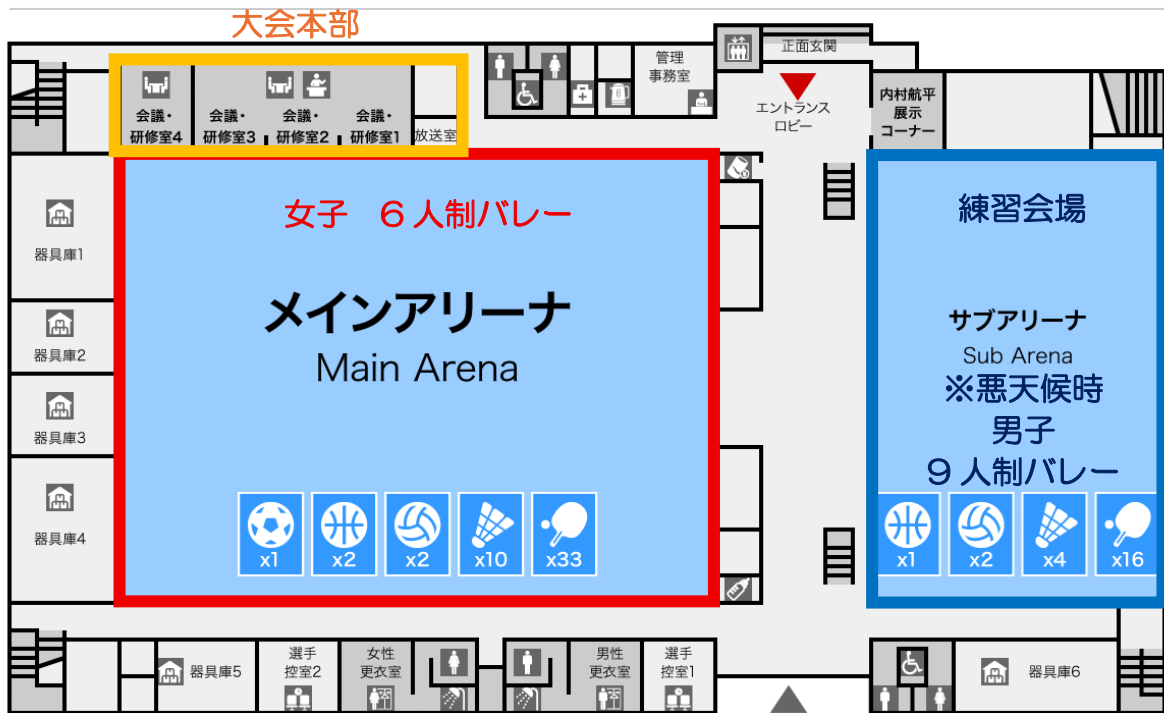 大会本部
正面玄関
管理
事務室
エントランス
ロビー
内村航平
展示
コーナー
会議・
研修室4
会議・
研修室3
会議・
研修室2
会議・
研修室1
放送室
女子 6人制バレー
メインアリーナ
Main Arena
x1
x2
x2
x10
x33
練習会場
サブアリーナ
Sub Arena
※悪天候時
男子
9人制バレー
x1
x2
x4
x16
器具庫1
器具庫2
器具庫3
器具庫4
器具庫5
選手
控室2
女性
更衣室
男性
更衣室
選手
控室1
器具庫6